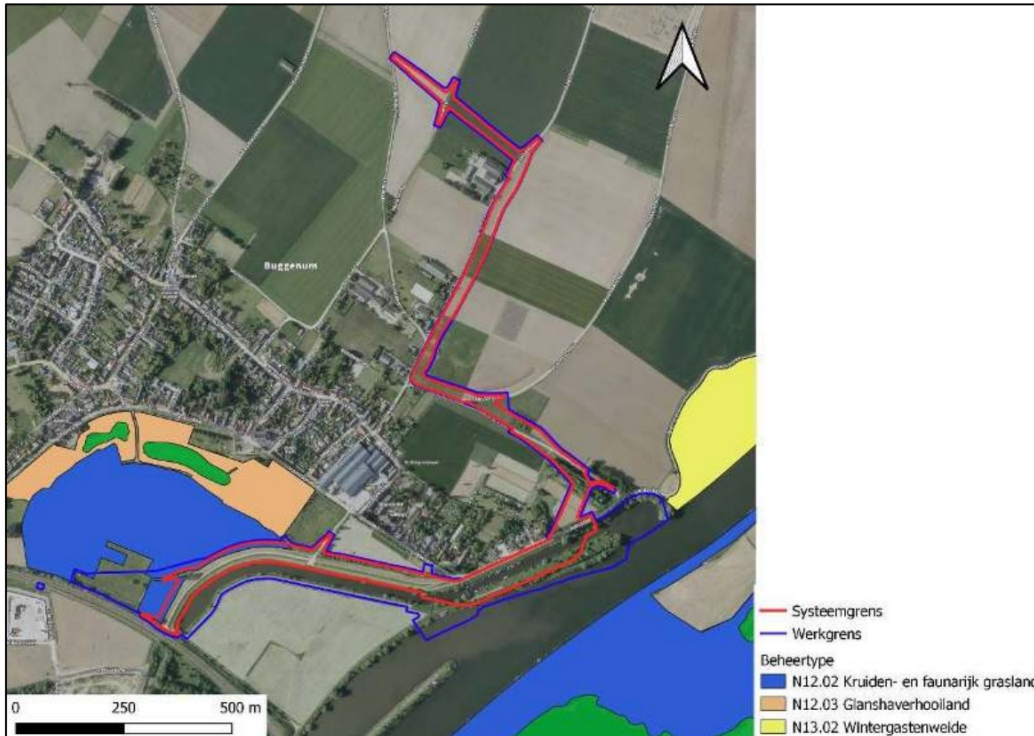 Buggenum
Systeemgrens
Werkgrens
Beheertype
N12.02 Kruiden- en faunarijk grasland
N12.03 Glanshaverhooiland
N13.02 Wintergastenweide
0 250 500 m